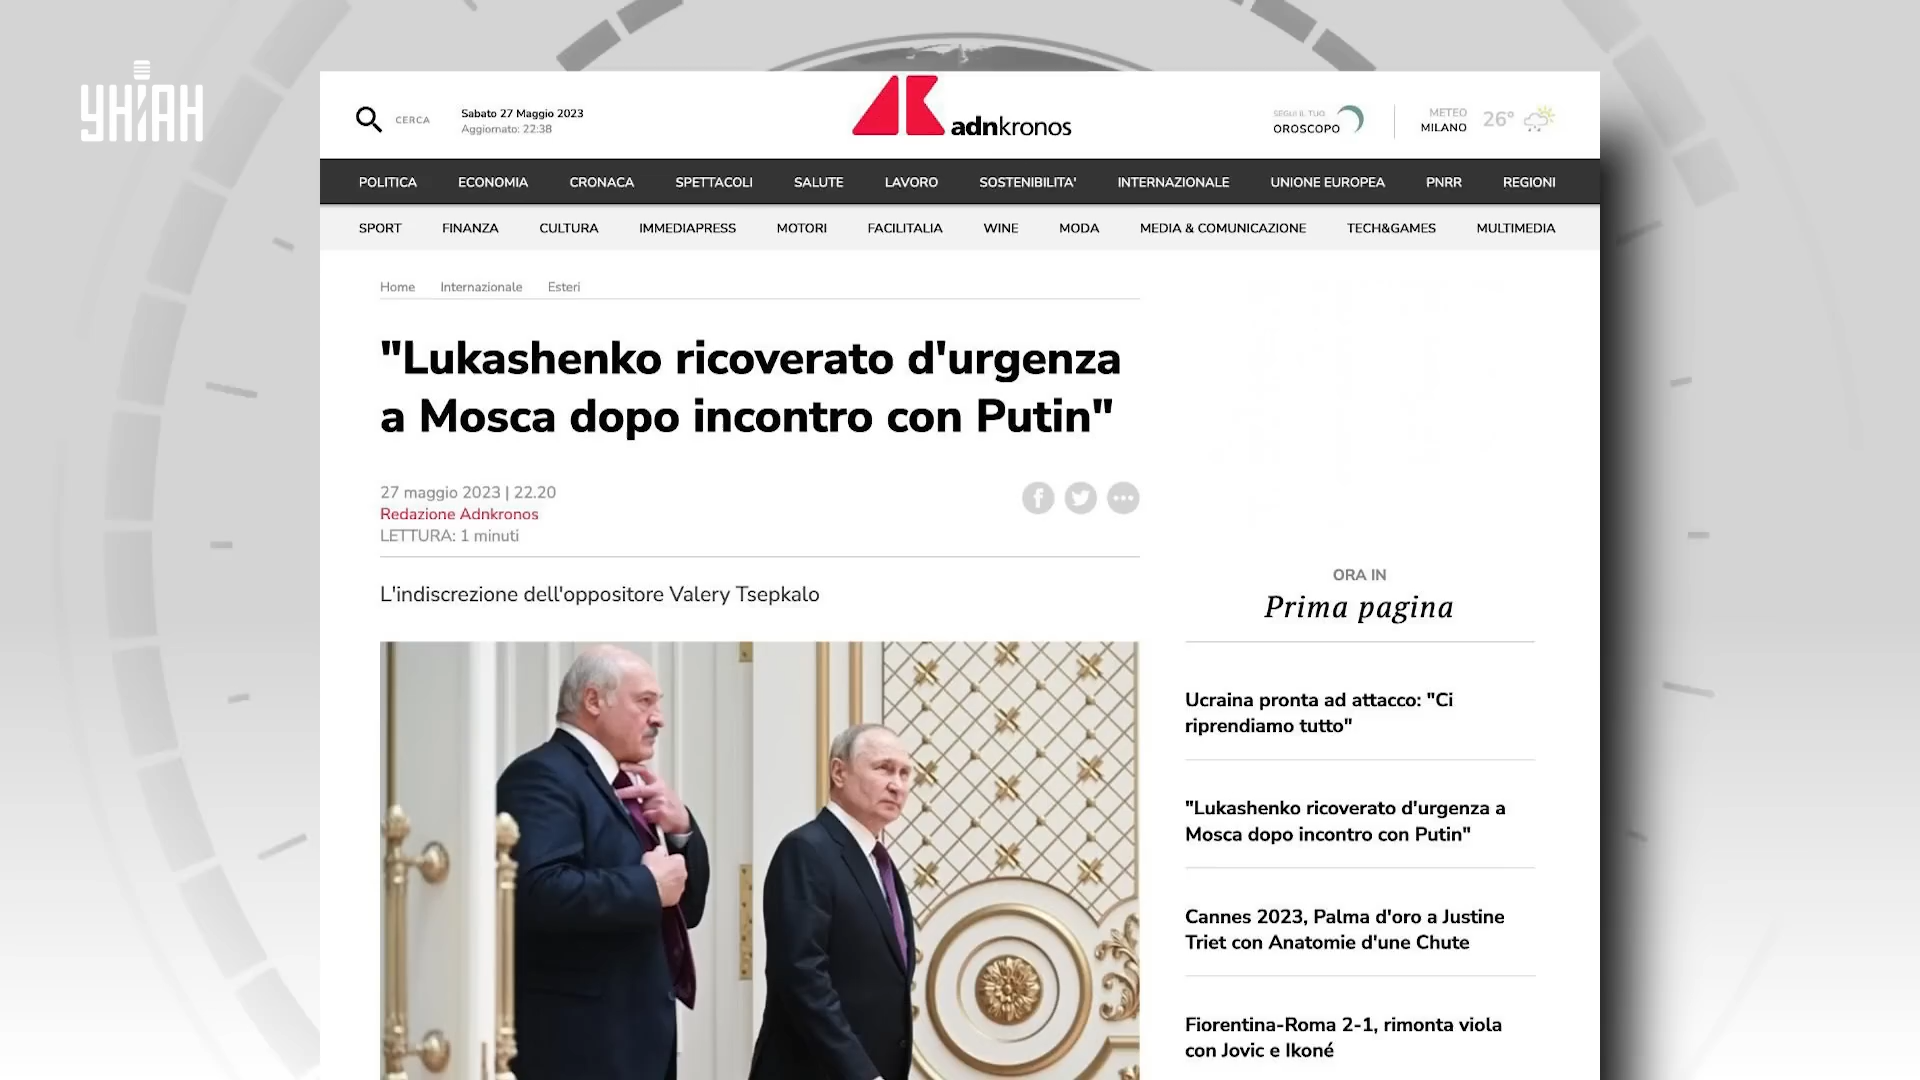 УНІАН
CERCA
Sabato 27 Maggio 2023
Aggiornato: 22:38
adnkronos
SEGUI IL TUO
OROSCOPO
METEO
MILANO
26°
POLITICA ECONOMIA CRONACA SPETTACOLI SALUTE LAVORO SOSTENIBILITA' INTERNAZIONALE UNIONE EUROPEA PNRR REGIONI
SPORT FINANZA CULTURA IMMEDIAPRESS MOTORI FACILITALIA WINE MODA MEDIA & COMUNICAZIONE TECH&GAMES MULTIMEDIA
Home Internazionale Esteri
"Lukashenko ricoverato d'urgenza
a Mosca dopo incontro con Putin"
27 maggio 2023 | 22.20
Redazione Adnkronos
LETTURA: 1 minuti
L'indiscrezione dell'oppositore Valery Tsepkalo
ORA IN
Prima pagina
Ucraina pronta ad attacco: "Ci
riprendiamo tutto"
"Lukashenko ricoverato d'urgenza a
Mosca dopo incontro con Putin"
Cannes 2023, Palma d'oro a Justine
Triet con Anatomie d'une Chute
Fiorentina-Roma 2-1, rimonta viola
con Jovic e Ikoné